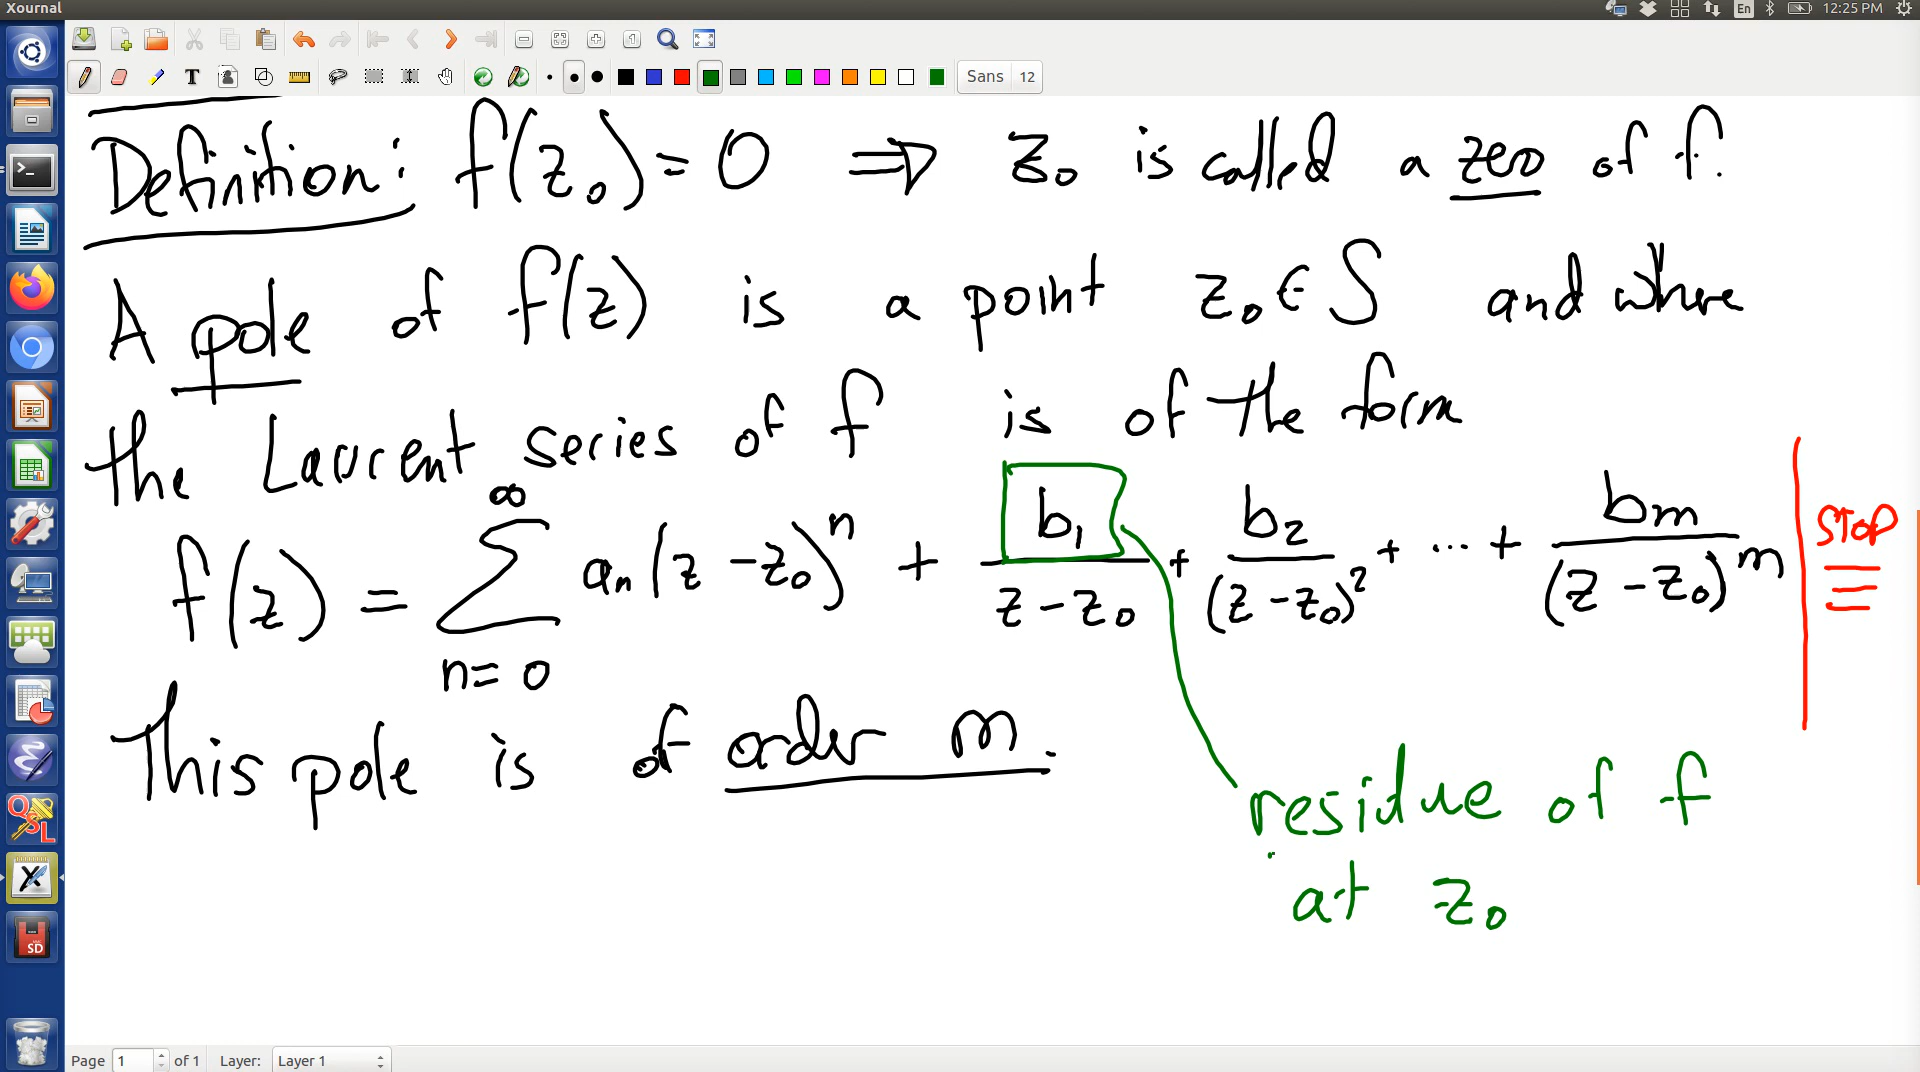 Xournal
En 12:25 PM
Sans 12
Definition: f(z₀) = 0 ⇒ z₀ is called a zero of f.
A pole of f(z) is a point z₀ ∈ S and where
the Laurent series of f is of the form
f(z) = ∑_{n=0}^{∞} aₙ(z - z₀)ⁿ + b₁/(z - z₀) + b₂/(z - z₀)² + ... + bₘ/(z - z₀)ᵐ STOP
This pole is of order m.
residue of f
at z₀
Page 1 of 1 Layer: Layer 1